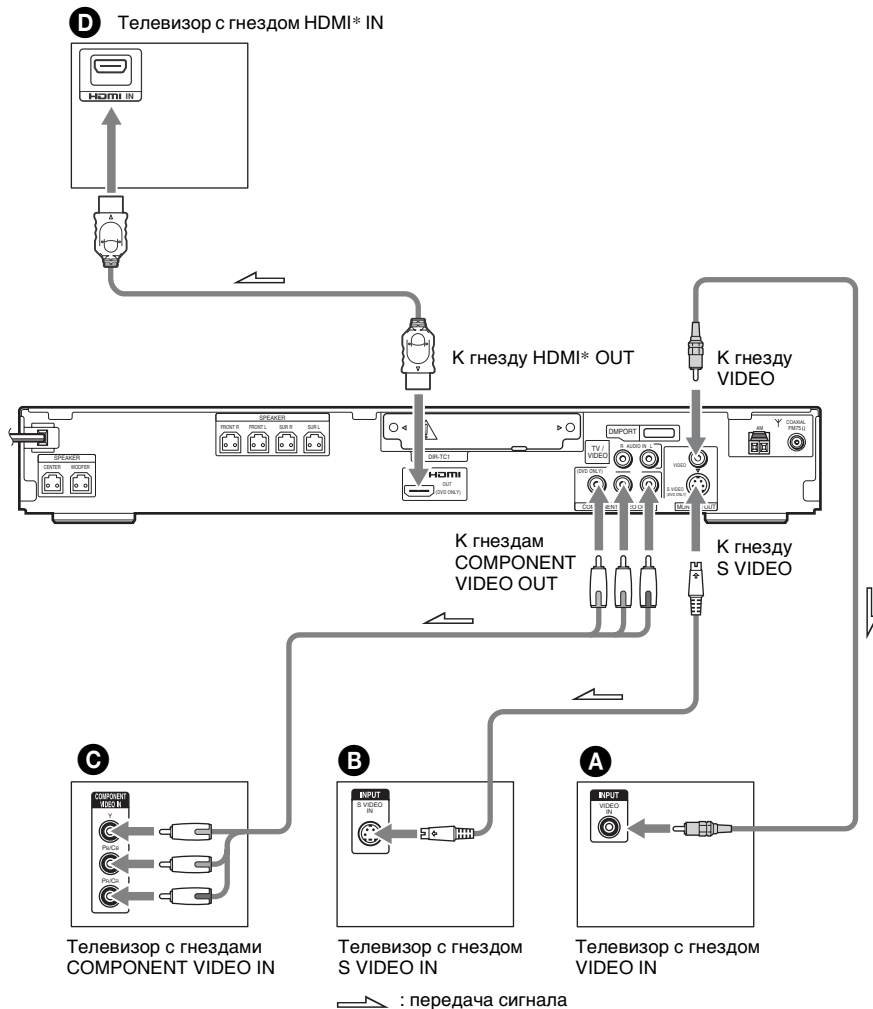 D Телевизор с гнездом HDMI* IN
HDMI IN
К гнезду HDMI* OUT
К гнезду
VIDEO
SPEAKER
FRONT R FRONT L SUR R SUR L
SPEAKER
CENTER WOOFER
DIR-TC1
HDMI
OUT
(DVD ONLY)
DMPORT
TV /
VIDEO
R AUDIO IN L
(DVD ONLY)
VIDEO
S VIDEO
(DVD ONLY)
AM
COAXIAL
FM75Ω
К гнездам
COMPONENT
VIDEO OUT
К гнезду
S VIDEO
C
COMPONENT
VIDEO IN
Y
PB/CB
PR/CR
Телевизор с гнездами
COMPONENT VIDEO IN
B
INPUT
S VIDEO
IN
Телевизор с гнездом
S VIDEO IN
A
INPUT
VIDEO
IN
Телевизор с гнездом
VIDEO IN
: передача сигнала